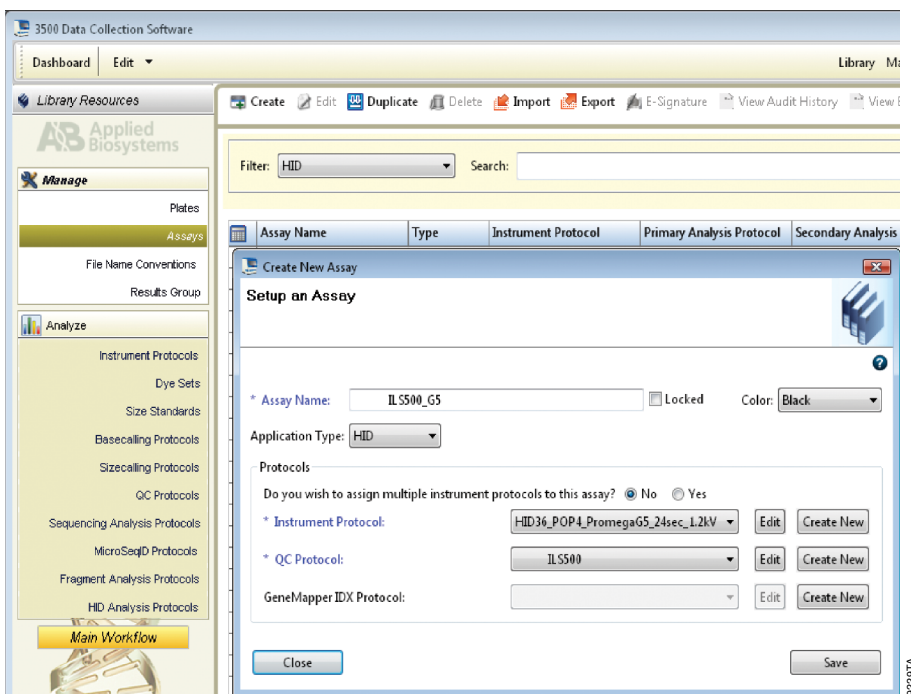 3500 Data Collection Software
Dashboard Edit Library
Library Resources
Create Edit Duplicate Delete Import Export E-Signature View Audit History View
AB Applied Biosystems
Filter: HID Search:
Manage
Plates
Assays
File Name Conventions
Results Group
Assay Name Type Instrument Protocol Primary Analysis Protocol Secondary Analysis
Analyze
Instrument Protocols
Dye Sets
Size Standards
Basecalling Protocols
Sizecalling Protocols
QC Protocols
Sequencing Analysis Protocols
MicroSeqID Protocols
Fragment Analysis Protocols
HID Analysis Protocols
Main Workflow
Create New Assay
Setup an Assay
* Assay Name: ILS500_G5 Locked Color: Black
Application Type: HID
Protocols
Do you wish to assign multiple instrument protocols to this assay? No Yes
* Instrument Protocol: HID36_POP4_PromegaG5_24sec_1.2kV Edit Create New
* QC Protocol: ILS500 Edit Create New
GeneMapper IDX Protocol: Edit Create New
Close Save